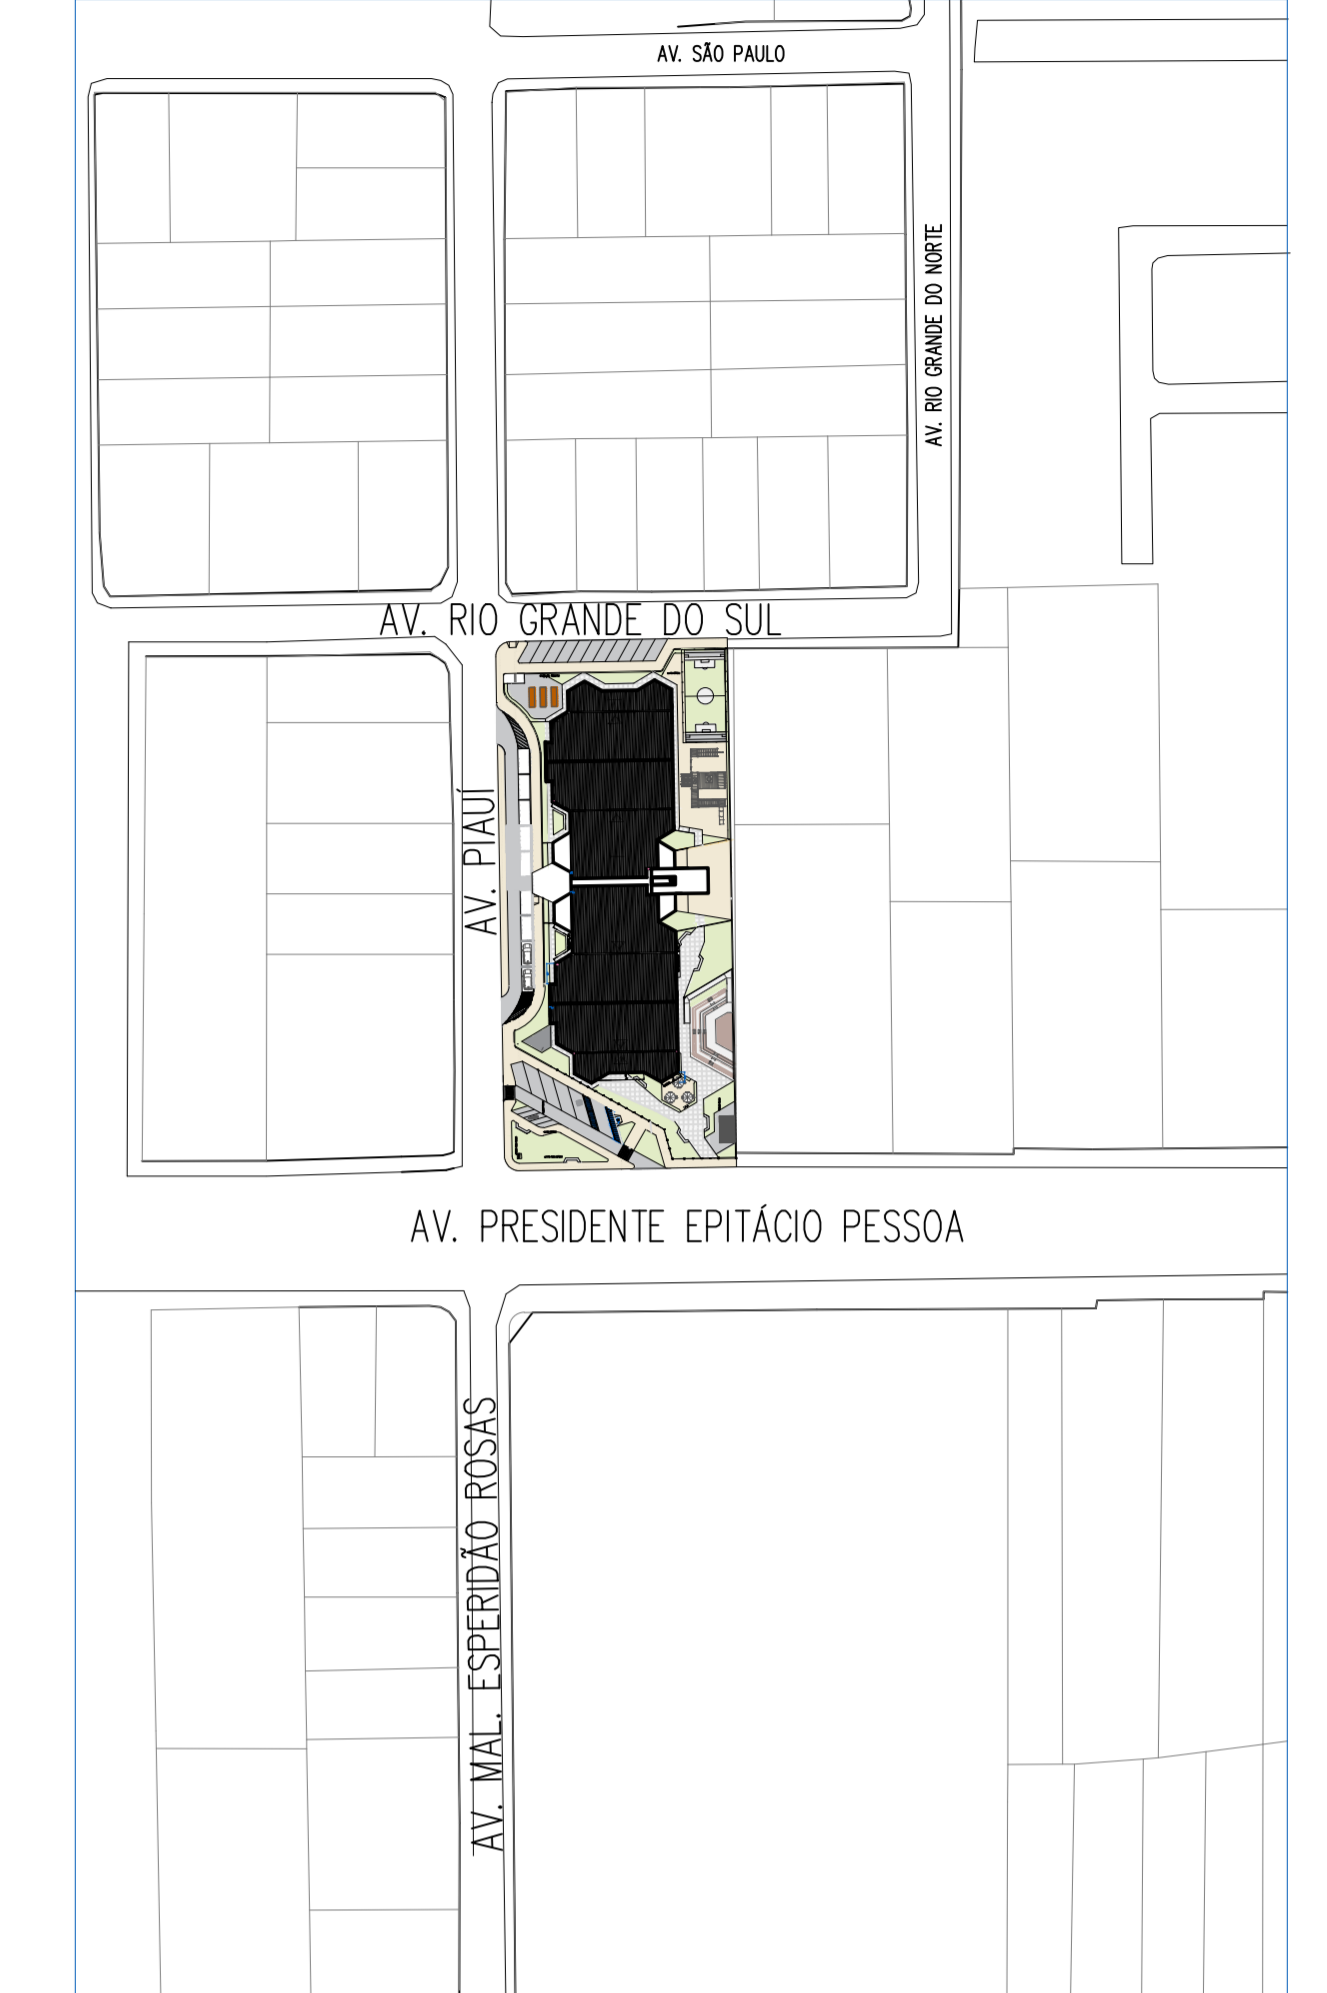 AV. SÃO PAULO
AV. RIO GRANDE DO NORTE
AV. RIO GRANDE DO SUL
AV. PIAUÍ
AV. PRESIDENTE EPITÁCIO PESSOA
AV. MAL. ESPERIDÃO ROSAS